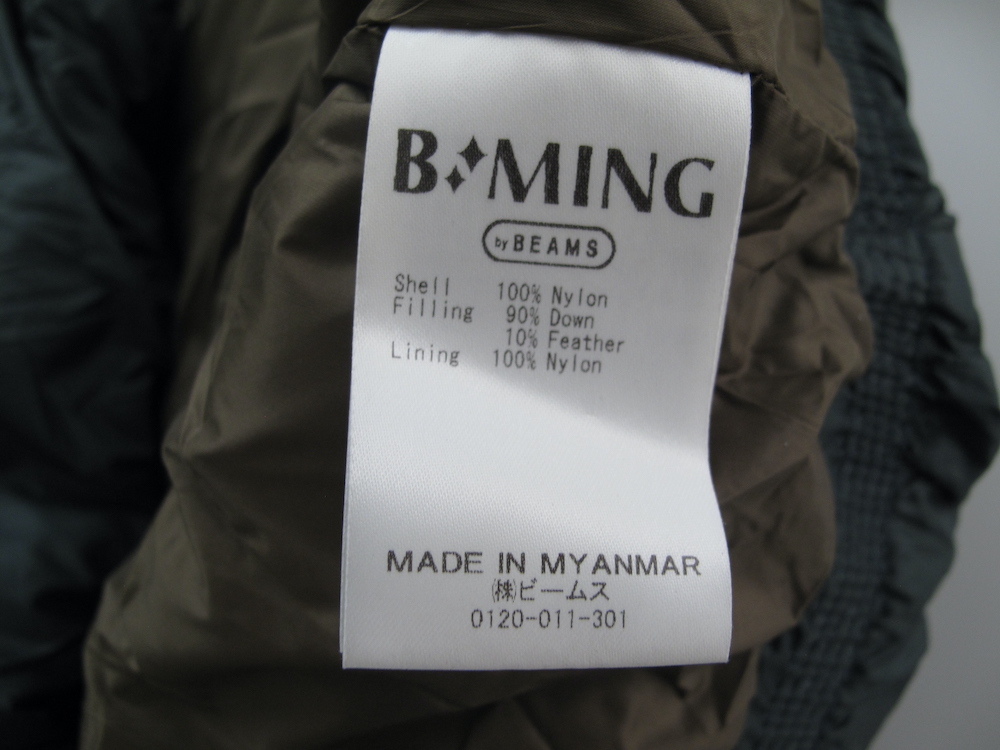 B MING
by BEAMS
Shell 100% Nylon
Filling 90% Down
10% Feather
Lining 100% Nylon
MADE IN MYANMAR
㈱ビームス
0120-011-301